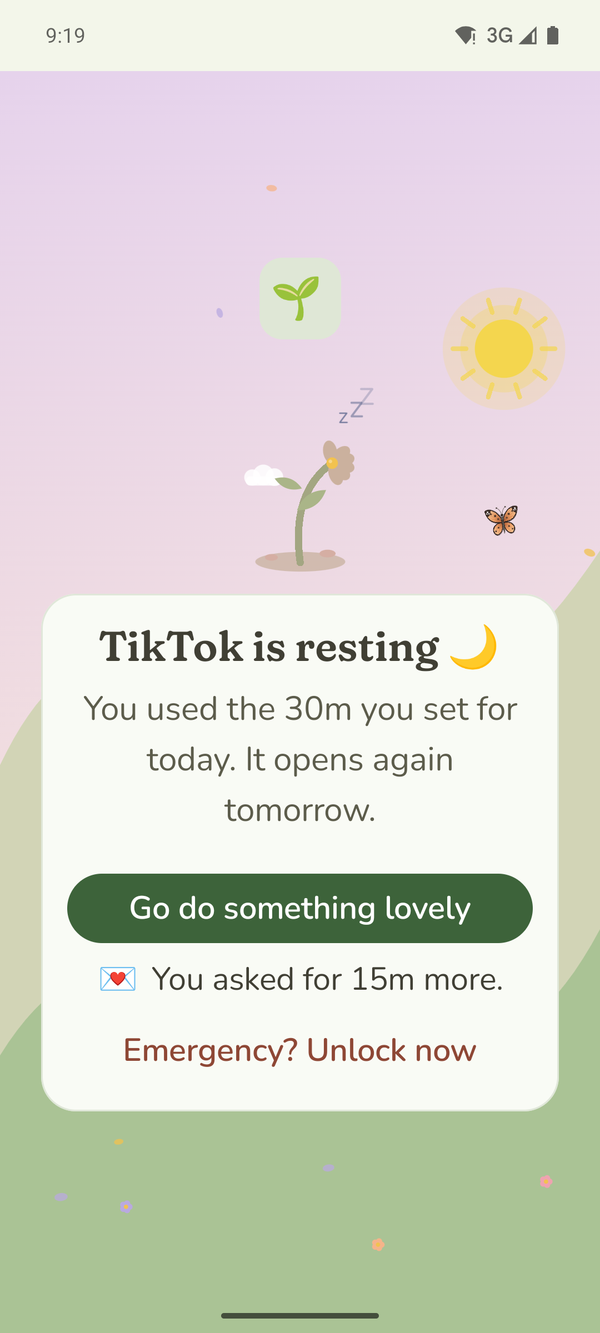 9:19
3G
z
Z
Z
TikTok is resting 🌙
You used the 30m you set for
today. It opens again
tomorrow.
Go do something lovely
💌 You asked for 15m more.
Emergency? Unlock now